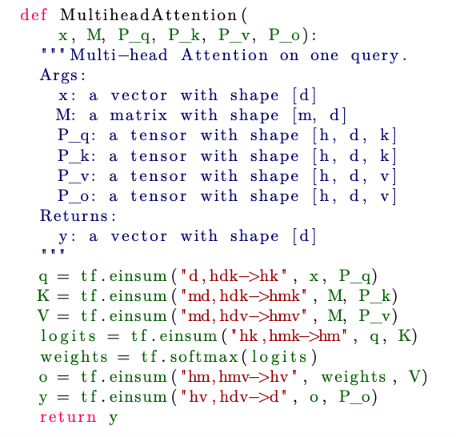 def MultiheadAttention(
x, M, P_q, P_k, P_v, P_o):
"""Multi−head Attention on one query.
Args:
x: a vector with shape [d]
M: a matrix with shape [m, d]
P_q: a tensor with shape [h, d, k]
P_k: a tensor with shape [h, d, k]
P_v: a tensor with shape [h, d, v]
P_o: a tensor with shape [h, d, v]
Returns:
y: a vector with shape [d]
"""
q = tf.einsum("d,hdk−>hk", x, P_q)
K = tf.einsum("md,hdk−>hmk", M, P_k)
V = tf.einsum("md,hdv−>hmv", M, P_v)
logits = tf.einsum("hk,hmk−>hm", q, K)
weights = tf.softmax(logits)
o = tf.einsum("hm,hmv−>hv", weights, V)
y = tf.einsum("hv,hdv−>d", o, P_o)
return y